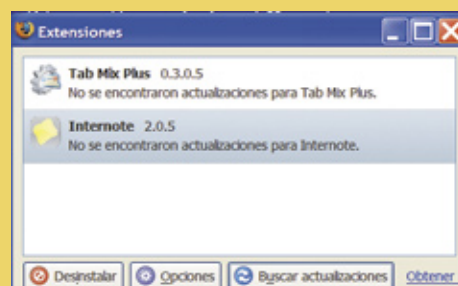 Extensiones
Tab Mix Plus 0.3.0.5
No se encontraron actualizaciones para Tab Mix Plus.
Internote 2.0.5
No se encontraron actualizaciones para Internote.
Desinstalar Opciones Buscar actualizaciones Obtener